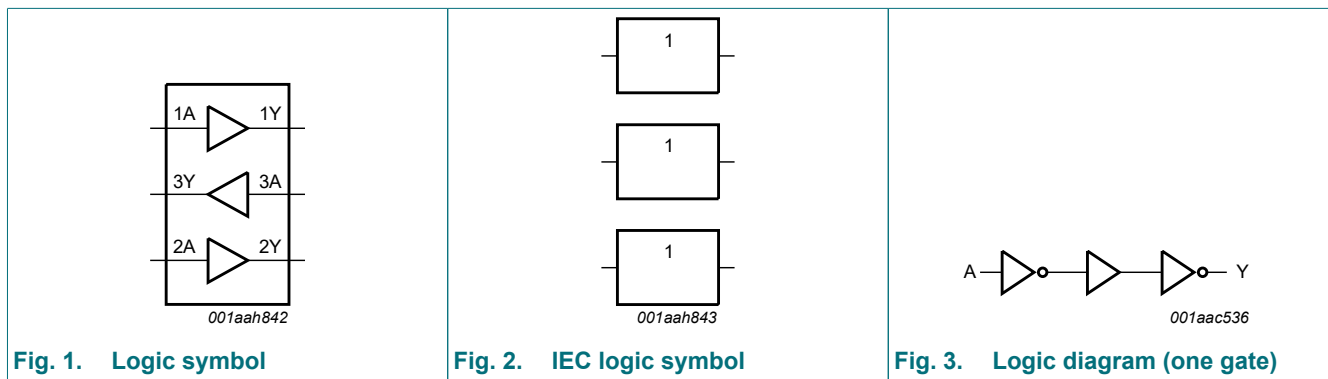 1A 1Y
3Y 3A
2A 2Y
001aah842
Fig. 1. Logic symbol
1
1
1
001aah843
Fig. 2. IEC logic symbol
A Y
001aac536
Fig. 3. Logic diagram (one gate)